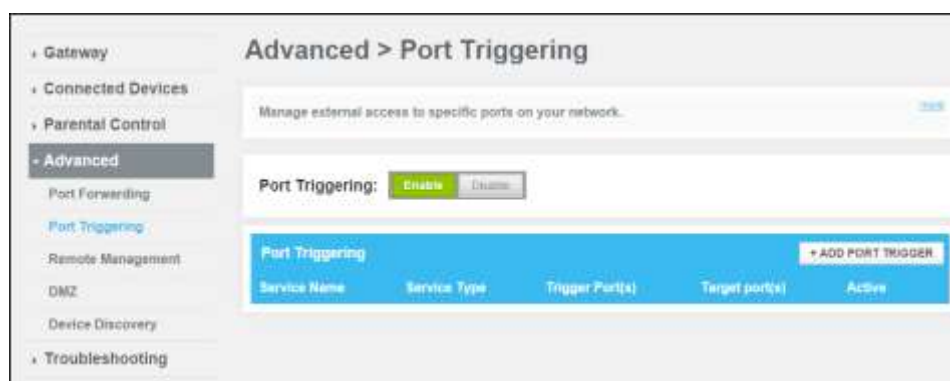 Gateway
Connected Devices
Parental Control
Advanced
Port Forwarding
Port Triggering
Remote Management
DMZ
Device Discovery
Troubleshooting
Advanced > Port Triggering
Manage external access to specific ports on your network.
more
Port Triggering:
Enable
Disable
Port Triggering
+ ADD PORT TRIGGER
Service Name Service Type Trigger Port(s) Target port(s) Active